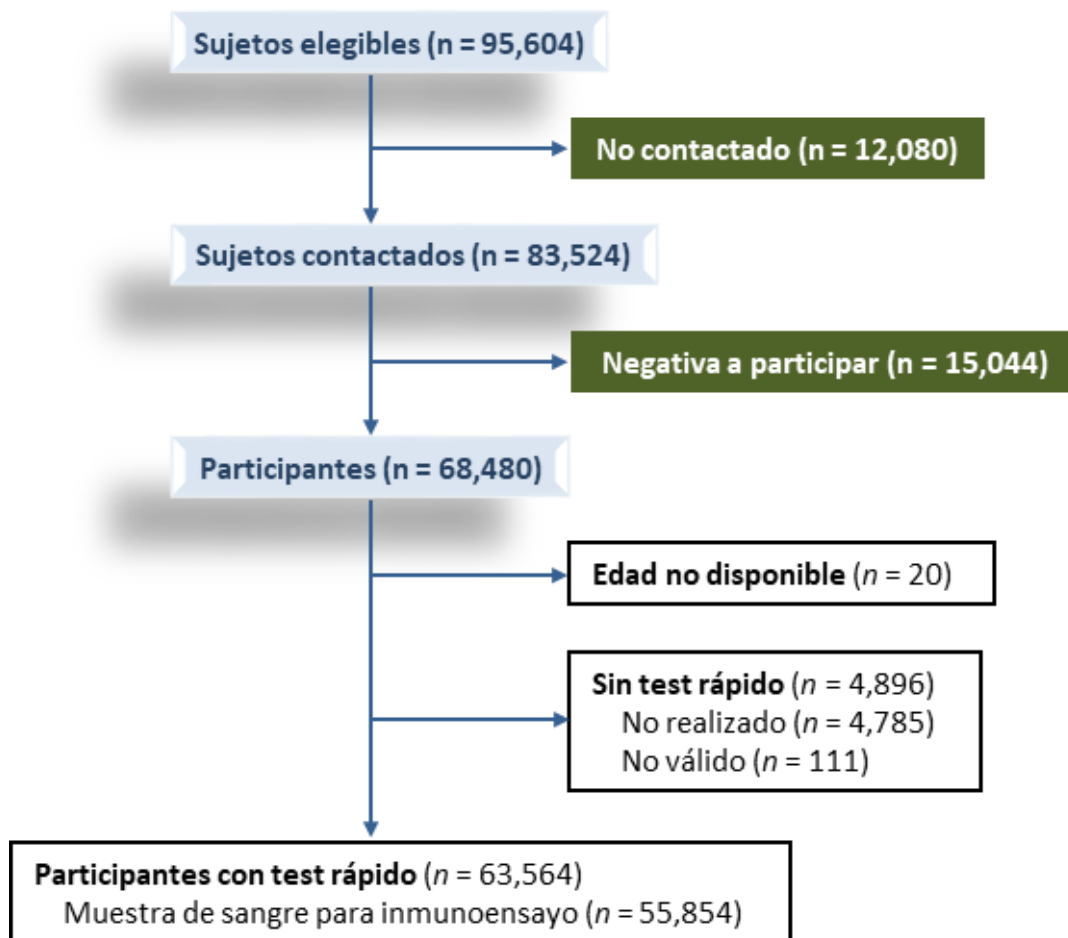 Sujetos elegibles (n = 95,604)
No contactado (n = 12,080)
Sujetos contactados (n = 83,524)
Negativa a participar (n = 15,044)
Participantes (n = 68,480)
Edad no disponible (n = 20)
Sin test rápido (n = 4,896)
No realizado (n = 4,785)
No válido (n = 111)
Participantes con test rápido (n = 63,564)
Muestra de sangre para inmunoensayo (n = 55,854)